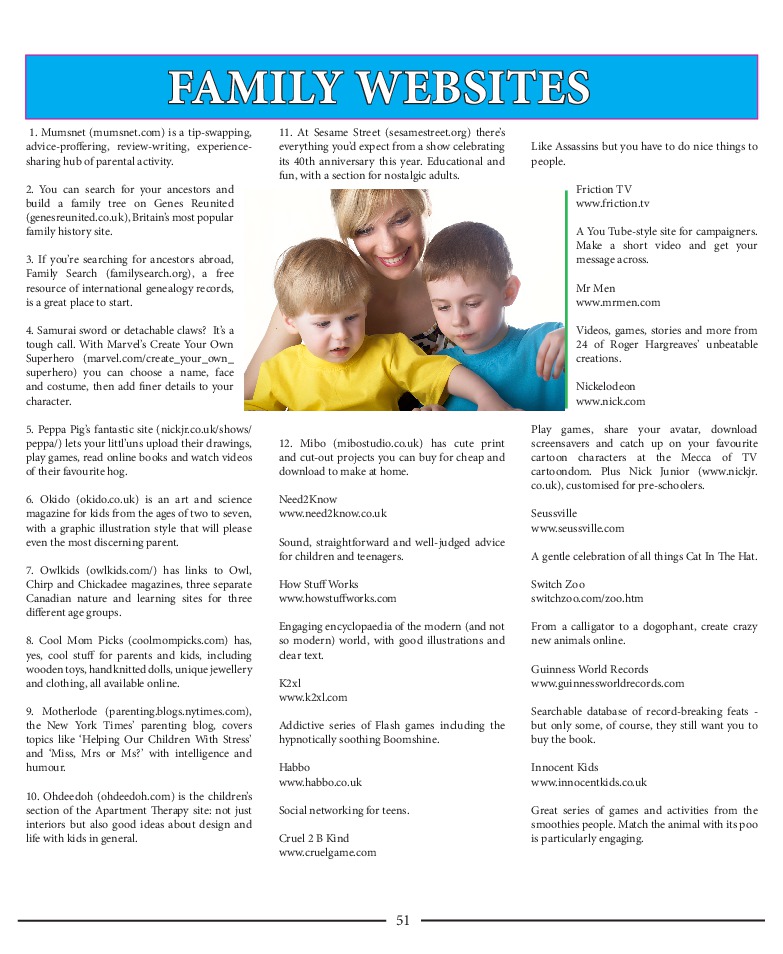 FAMILY WEBSITES
1. Mumsnet (mumsnet.com) is a tip-swapping,
advice-proffering, review-writing, experience-
sharing hub of parental activity.
2. You can search for your ancestors and
build a family tree on Genes Reunited
(genesreunited.co.uk), Britain's most popular
family history site.
3. If you're searching for ancestors abroad,
Family Search (familysearch.org), a free
resource of international genealogy records,
is a great place to start.
4. Samurai sword or detachable claws? It's a
tough call. With Marvel's Create Your Own
Superhero (marvel.com/create_your_own_
superhero) you can choose a name, face
and costume, then add finer details to your
character.
5. Peppa Pig's fantastic site (nickjr.co.uk/shows/
peppa/) lets your littl'uns upload their drawings,
play games, read online books and watch videos
of their favourite hog.
6. Okido (okido.co.uk) is an art and science
magazine for kids from the ages of two to seven,
with a graphic illustration style that will please
even the most discerning parent.
7. Owlkids (owlkids.com/) has links to Owl,
Chirp and Chickadee magazines, three separate
Canadian nature and learning sites for three
different age groups.
8. Cool Mom Picks (coolmompicks.com) has,
yes, cool stuff for parents and kids, including
wooden toys, handknitted dolls, unique jewellery
and clothing, all available online.
9. Motherlode (parenting.blogs.nytimes.com),
the New York Times' parenting blog, covers
topics like 'Helping Our Children With Stress'
and 'Miss, Mrs or Ms?' with intelligence and
humour.
10. Ohdeedoh (ohdeedoh.com) is the children's
section of the Apartment Therapy site: not just
interiors but also good ideas about design and
life with kids in general.
11. At Sesame Street (sesamestreet.org) there's
everything you'd expect from a show celebrating
its 40th anniversary this year. Educational and
fun, with a section for nostalgic adults.
12. Mibo (mibostudio.co.uk) has cute print
and cut-out projects you can buy for cheap and
download to make at home.
Need2Know
www.need2know.co.uk
Sound, straightforward and well-judged advice
for children and teenagers.
How Stuff Works
www.howstuffworks.com
Engaging encyclopaedia of the modern (and not
so modern) world, with good illustrations and
clear text.
K2xl
www.k2xl.com
Addictive series of Flash games including the
hypnotically soothing Boomshine.
Habbo
www.habbo.co.uk
Social networking for teens.
Cruel 2 B Kind
www.cruelgame.com
Like Assassins but you have to do nice things to
people.
Friction TV
www.friction.tv
A You Tube-style site for campaigners.
Make a short video and get your
message across.
Mr Men
www.mrmen.com
Videos, games, stories and more from
24 of Roger Hargreaves' unbeatable
creations.
Nickelodeon
www.nick.com
Play games, share your avatar, download
screensavers and catch up on your favourite
cartoon characters at the Mecca of TV
cartoondom. Plus Nick Junior (www.nickjr.
co.uk), customised for pre-schoolers.
Seussville
www.seussville.com
A gentle celebration of all things Cat In The Hat.
Switch Zoo
switchzoo.com/zoo.htm
From a calligator to a dogophant, create crazy
new animals online.
Guinness World Records
www.guinnessworldrecords.com
Searchable database of record-breaking feats -
but only some, of course, they still want you to
buy the book.
Innocent Kids
www.innocentkids.co.uk
Great series of games and activities from the
smoothies people. Match the animal with its poo
is particularly engaging.
51